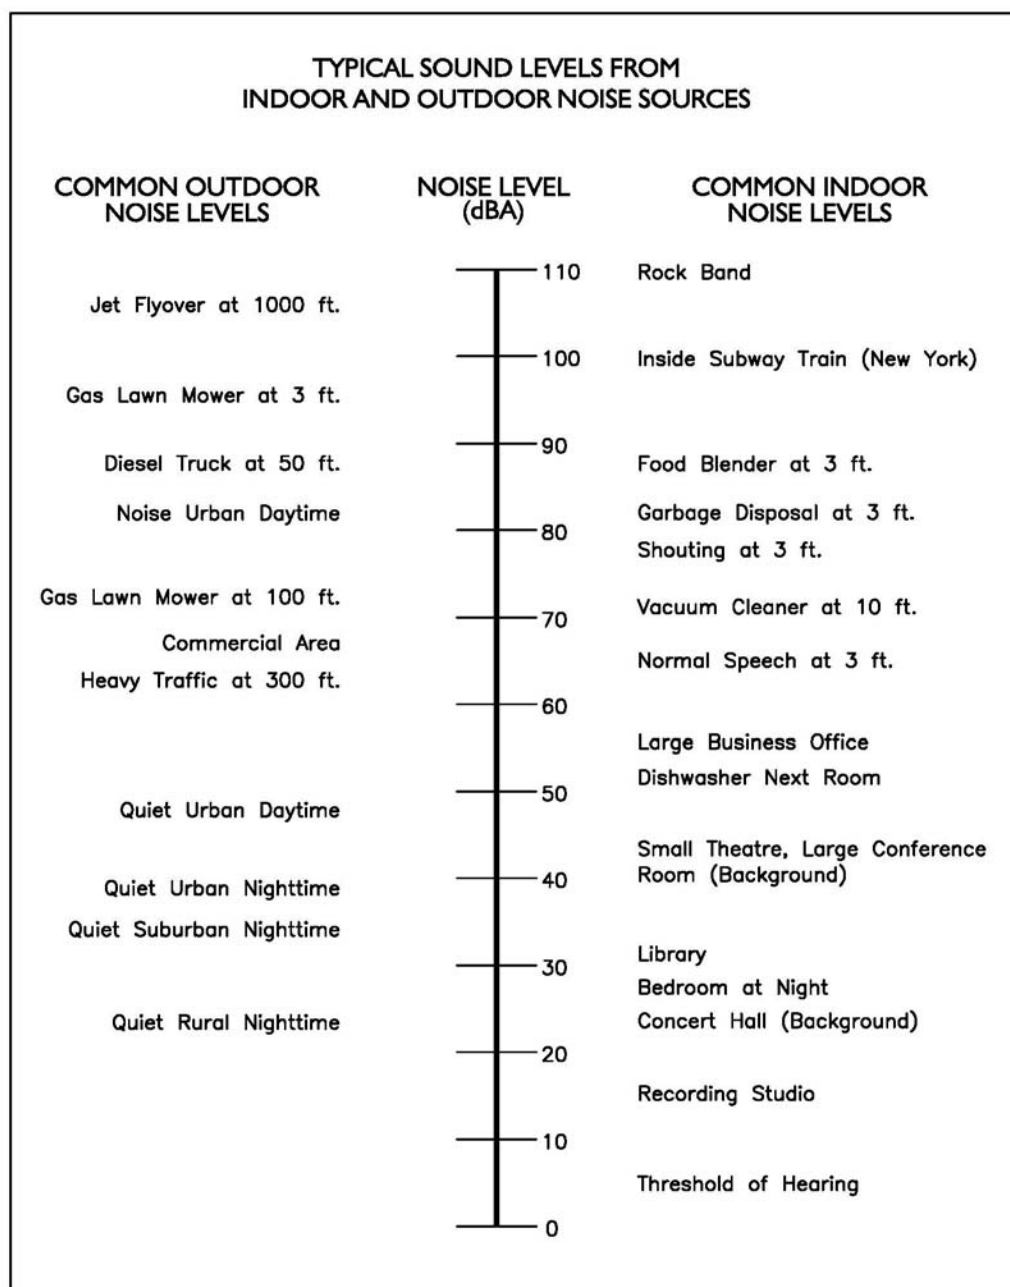 TYPICAL SOUND LEVELS FROM
INDOOR AND OUTDOOR NOISE SOURCES
COMMON OUTDOOR
NOISE LEVELS
NOISE LEVEL
(dBA)
COMMON INDOOR
NOISE LEVELS
110
Rock Band
Jet Flyover at 1000 ft.
100
Inside Subway Train (New York)
Gas Lawn Mower at 3 ft.
90
Diesel Truck at 50 ft.
Food Blender at 3 ft.
Noise Urban Daytime
Garbage Disposal at 3 ft.
80
Shouting at 3 ft.
Gas Lawn Mower at 100 ft.
Vacuum Cleaner at 10 ft.
70
Commercial Area
Normal Speech at 3 ft.
Heavy Traffic at 300 ft.
60
Large Business Office
Dishwasher Next Room
50
Quiet Urban Daytime
Small Theatre, Large Conference
Room (Background)
40
Quiet Urban Nighttime
Quiet Suburban Nighttime
Library
30
Bedroom at Night
Quiet Rural Nighttime
Concert Hall (Background)
20
Recording Studio
10
Threshold of Hearing
0